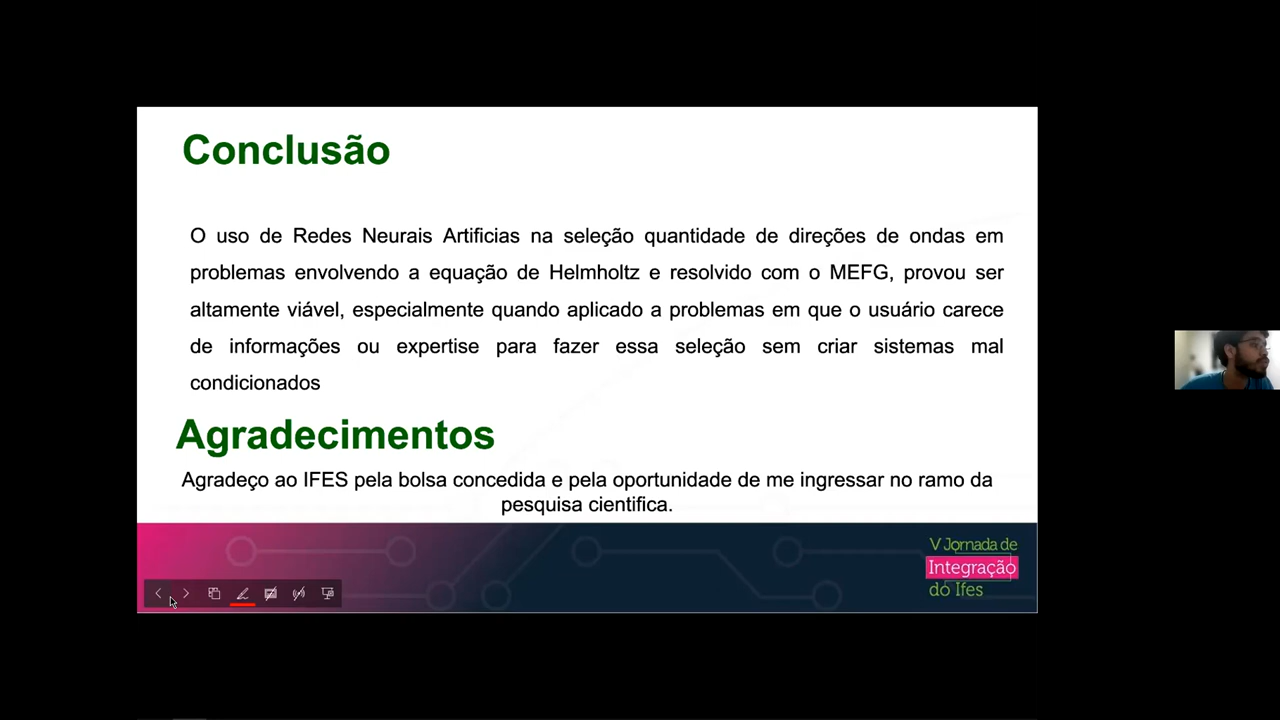 Conclusão
O uso de Redes Neurais Artificias na seleção quantidade de direções de ondas em
problemas envolvendo a equação de Helmholtz e resolvido com o MEFG, provou ser
altamente viável, especialmente quando aplicado a problemas em que o usuário carece
de informações ou expertise para fazer essa seleção sem criar sistemas mal
condicionados
Agradecimentos
Agradeço ao IFES pela bolsa concedida e pela oportunidade de me ingressar no ramo da
pesquisa cientifica.
V Jornada de
Integração
do Ifes